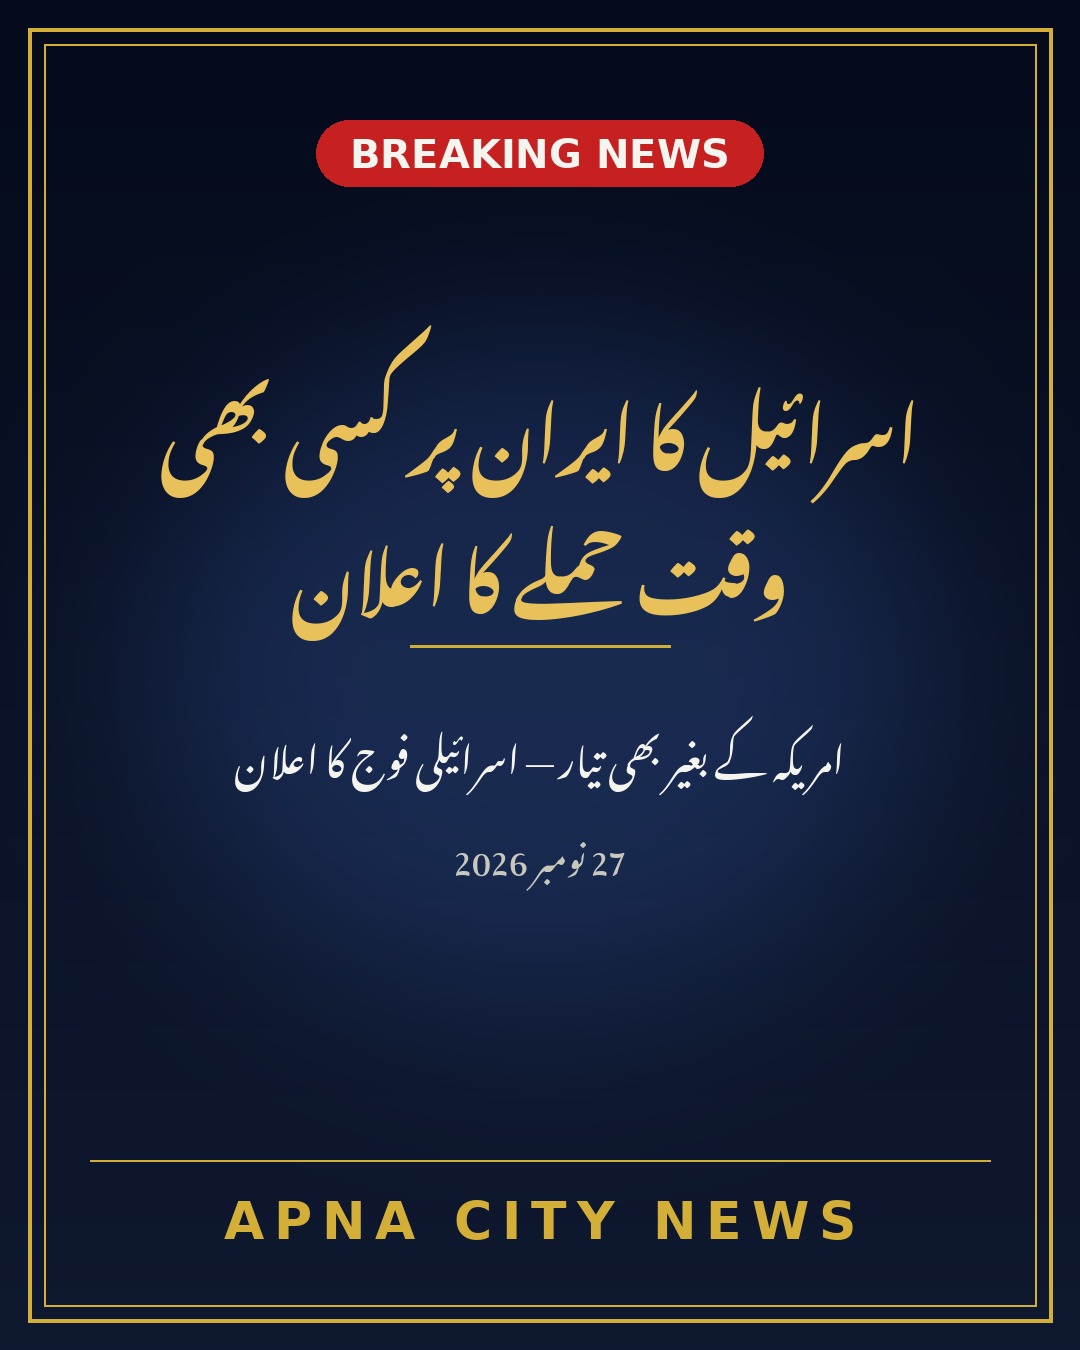 BREAKING NEWS
اسرائیل کا ایران پر کسی بھی
وقت حملے کا اعلان
امریکہ کے بغیر بھی تیار — اسرائیلی فوج کا اعلان
27 نومبر 2026
APNA CITY NEWS